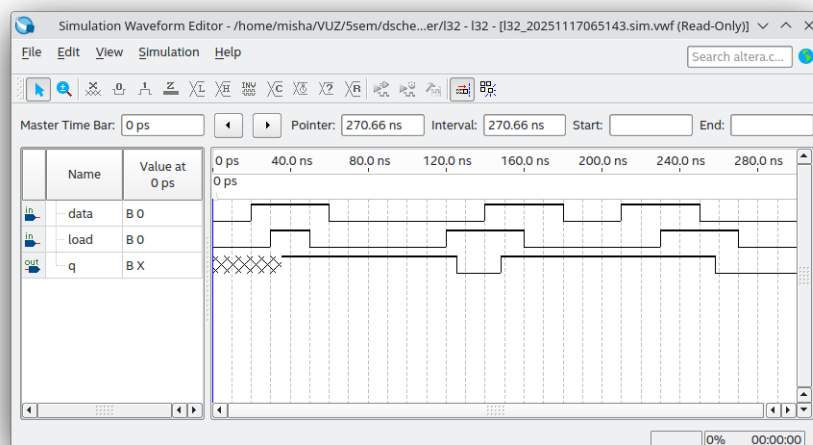 Simulation Waveform Editor - /home/misha/VUZ/5sem/dsche...er/l32 - l32 - [l32_20251117065143.sim.vwf (Read-Only)]
File Edit View Simulation Help
Search altera.c...
Master Time Bar: 0 ps Pointer: 270.66 ns Interval: 270.66 ns Start: End:
Name Value at 0 ps
0 ps 40.0 ns 80.0 ns 120.0 ns 160.0 ns 200.0 ns 240.0 ns 280.0 ns
0 ps
in data B 0
in load B 0
out q B X
0% 00:00:00